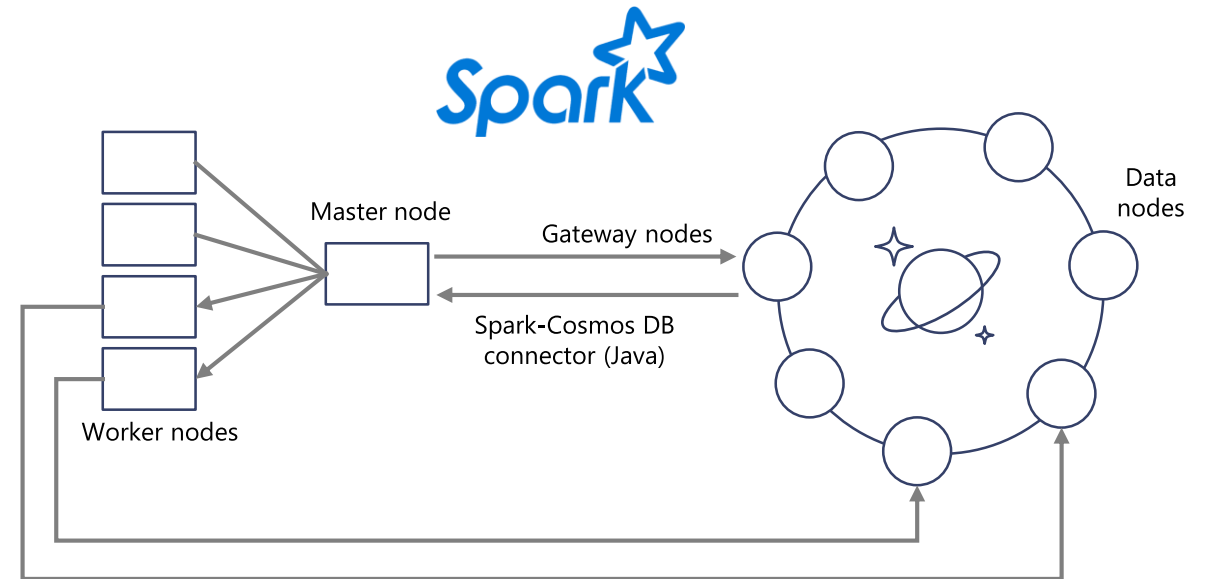 Spark
Data
nodes
Master node
Gateway nodes
Spark-Cosmos DB
connector (Java)
Worker nodes